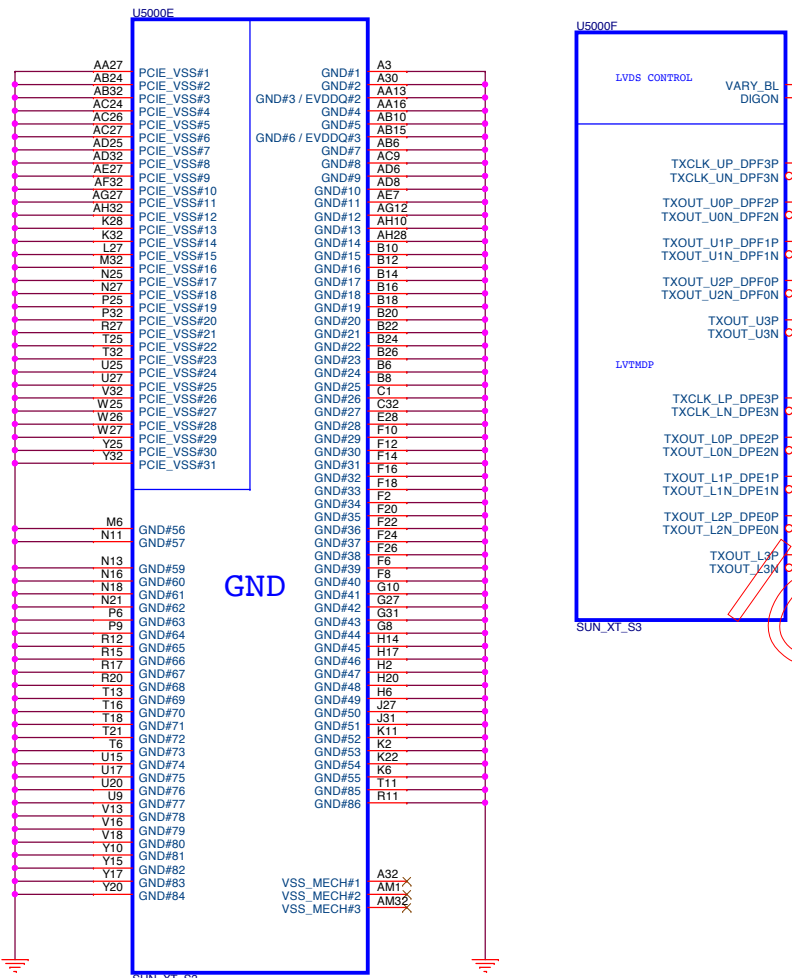 U5000E
AA27 PCIE_VSS#1
AB24 PCIE_VSS#2
AB32 PCIE_VSS#3
AC24 PCIE_VSS#4
AC26 PCIE_VSS#5
AC27 PCIE_VSS#6
AD25 PCIE_VSS#7
AD32 PCIE_VSS#8
AE27 PCIE_VSS#9
AF32 PCIE_VSS#10
AG27 PCIE_VSS#11
AH32 PCIE_VSS#12
K28 PCIE_VSS#13
K32 PCIE_VSS#14
L27 PCIE_VSS#15
M32 PCIE_VSS#16
N25 PCIE_VSS#17
N27 PCIE_VSS#18
P25 PCIE_VSS#19
P32 PCIE_VSS#20
R27 PCIE_VSS#21
T25 PCIE_VSS#22
T32 PCIE_VSS#23
U25 PCIE_VSS#24
U27 PCIE_VSS#25
V32 PCIE_VSS#26
W25 PCIE_VSS#27
W26 PCIE_VSS#28
W27 PCIE_VSS#29
Y25 PCIE_VSS#30
Y32 PCIE_VSS#31
M6 GND#56
N11 GND#57
N13 GND#59
N16 GND#60
N18 GND#61
N21 GND#62
P6 GND#63
P9 GND#64
R12 GND#65
R15 GND#66
R17 GND#67
R20 GND#68
T13 GND#69
T16 GND#70
T18 GND#71
T21 GND#72
T6 GND#73
U15 GND#74
U17 GND#75
U20 GND#76
U9 GND#77
V13 GND#78
V16 GND#79
V18 GND#80
Y10 GND#81
Y15 GND#82
Y17 GND#83
Y20 GND#84
GND
GND#1 A3
GND#2 A30
GND#3 / EVDDQ#2 AA13
GND#4 AA16
GND#5 AB10
GND#6 / EVDDQ#3 AB15
GND#7 AB6
GND#8 AC9
GND#9 AD6
GND#10 AD8
GND#11 AE7
GND#12 AG12
GND#13 AH10
GND#14 AH28
GND#15 B10
GND#16 B12
GND#17 B14
GND#18 B16
GND#19 B18
GND#20 B20
GND#21 B22
GND#22 B24
GND#23 B26
GND#24 B6
GND#25 B8
GND#26 C1
GND#27 C32
GND#28 E28
GND#29 F10
GND#30 F12
GND#31 F14
GND#32 F16
GND#33 F18
GND#34 F2
GND#35 F20
GND#36 F22
GND#37 F24
GND#38 F26
GND#39 F6
GND#40 F8
GND#41 G10
GND#42 G27
GND#43 G31
GND#44 G8
GND#45 H14
GND#46 H17
GND#47 H2
GND#48 H20
GND#49 H6
GND#50 J27
GND#51 J31
GND#52 K11
GND#53 K2
GND#54 K22
GND#55 K6
GND#85 T11
GND#86 R11
VSS_MECH#1 A32
VSS_MECH#2 AM1
VSS_MECH#3 AM32
SUN_XT_S3
U5000F
LVDS CONTROL
VARY_BL
DIGON
TXCLK_UP_DPF3P
TXCLK_UN_DPF3N
TXOUT_U0P_DPF2P
TXOUT_U0N_DPF2N
TXOUT_U1P_DPF1P
TXOUT_U1N_DPF1N
TXOUT_U2P_DPF0P
TXOUT_U2N_DPF0N
TXOUT_U3P
TXOUT_U3N
LVTMDP
TXCLK_LP_DPE3P
TXCLK_LN_DPE3N
TXOUT_L0P_DPE2P
TXOUT_L0N_DPE2N
TXOUT_L1P_DPE1P
TXOUT_L1N_DPE1N
TXOUT_L2P_DPE0P
TXOUT_L2N_DPE0N
TXOUT_L3P
TXOUT_L3N
SUN_XT_S3